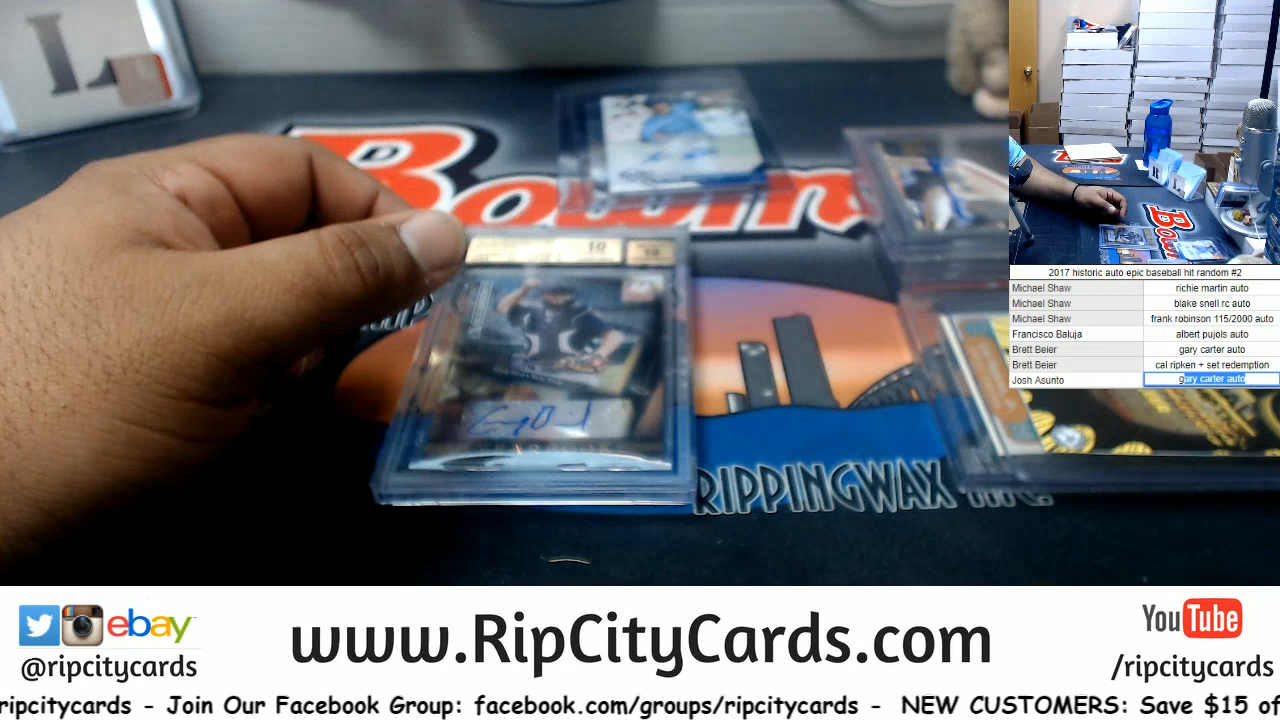 L
Bowm
RIPPINGWAX
10
10
2017 historic auto epic baseball hit random #2
Michael Shaw richie martin auto
Michael Shaw blake snell rc auto
Michael Shaw frank robinson 115/2000 auto
Francisco Baluja albert pujols auto
Brett Beier gary carter auto
Brett Beier cal ripken + set redemption
Josh Asunto gary carter auto
ebay
@ripcitycards
www.RipCityCards.com
YouTube
/ripcitycards
ripcitycards - Join Our Facebook Group: facebook.com/groups/ripcitycards - NEW CUSTOMERS: Save $15 of